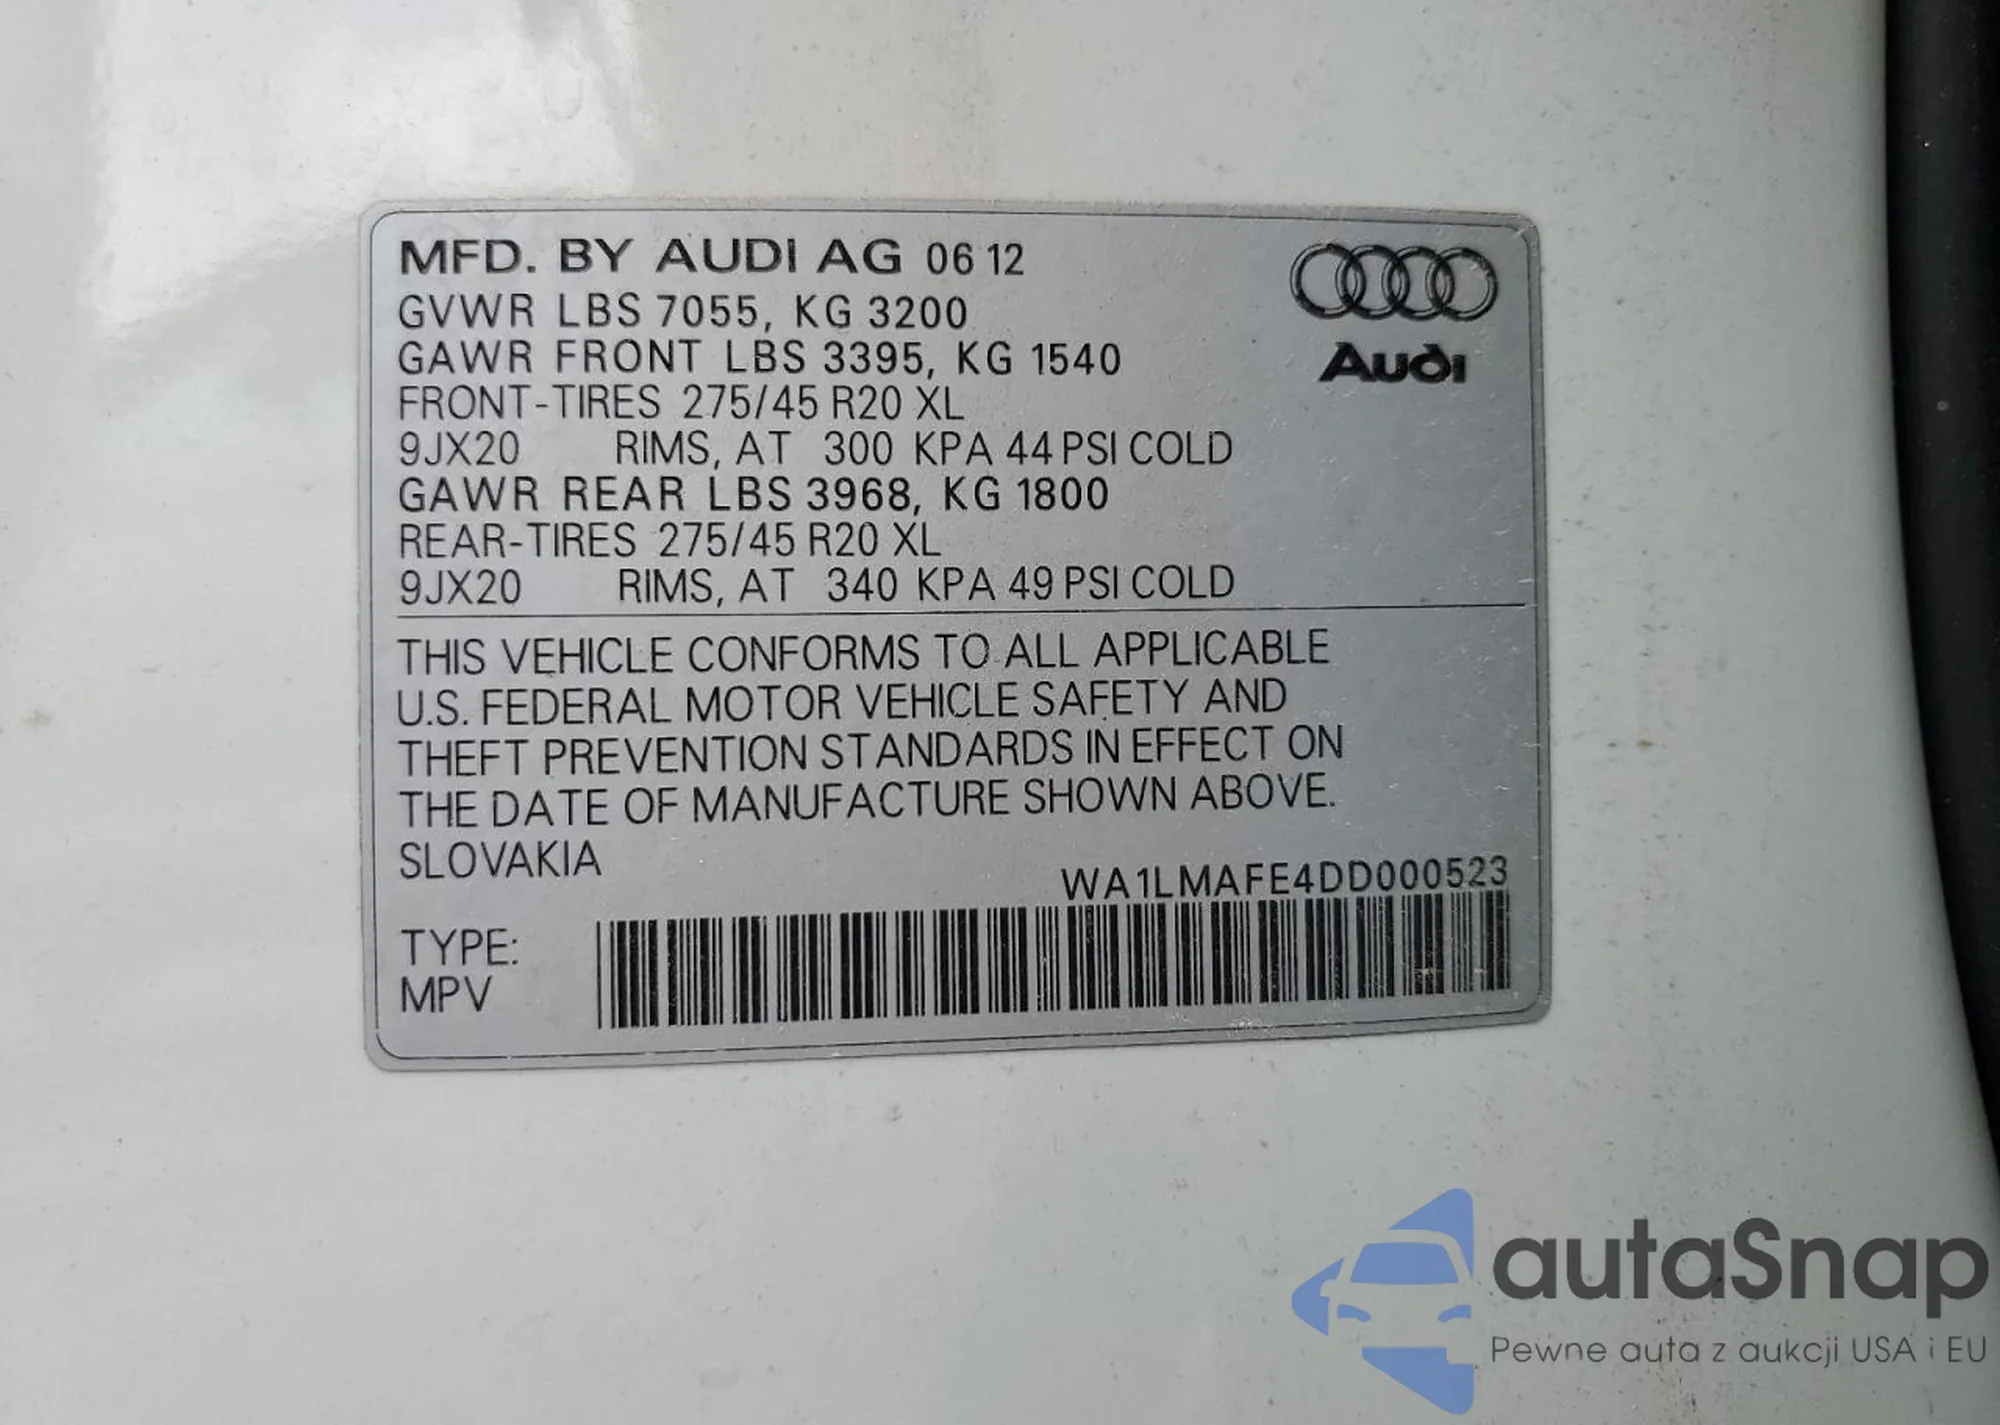 MFD. BY AUDI AG 06 12
GVWR LBS 7055, KG 3200
GAWR FRONT LBS 3395, KG 1540
FRONT-TIRES 275/45 R20 XL
9JX20 RIMS, AT 300 KPA 44 PSI COLD
GAWR REAR LBS 3968, KG 1800
REAR-TIRES 275/45 R20 XL
9JX20 RIMS, AT 340 KPA 49 PSI COLD
Audi
THIS VEHICLE CONFORMS TO ALL APPLICABLE
U.S. FEDERAL MOTOR VEHICLE SAFETY AND
THEFT PREVENTION STANDARDS IN EFFECT ON
THE DATE OF MANUFACTURE SHOWN ABOVE.
SLOVAKIA
WA1LMAFE4DD000523
TYPE:
MPV
autaSnap
Pewne auta z aukcji USA i EU